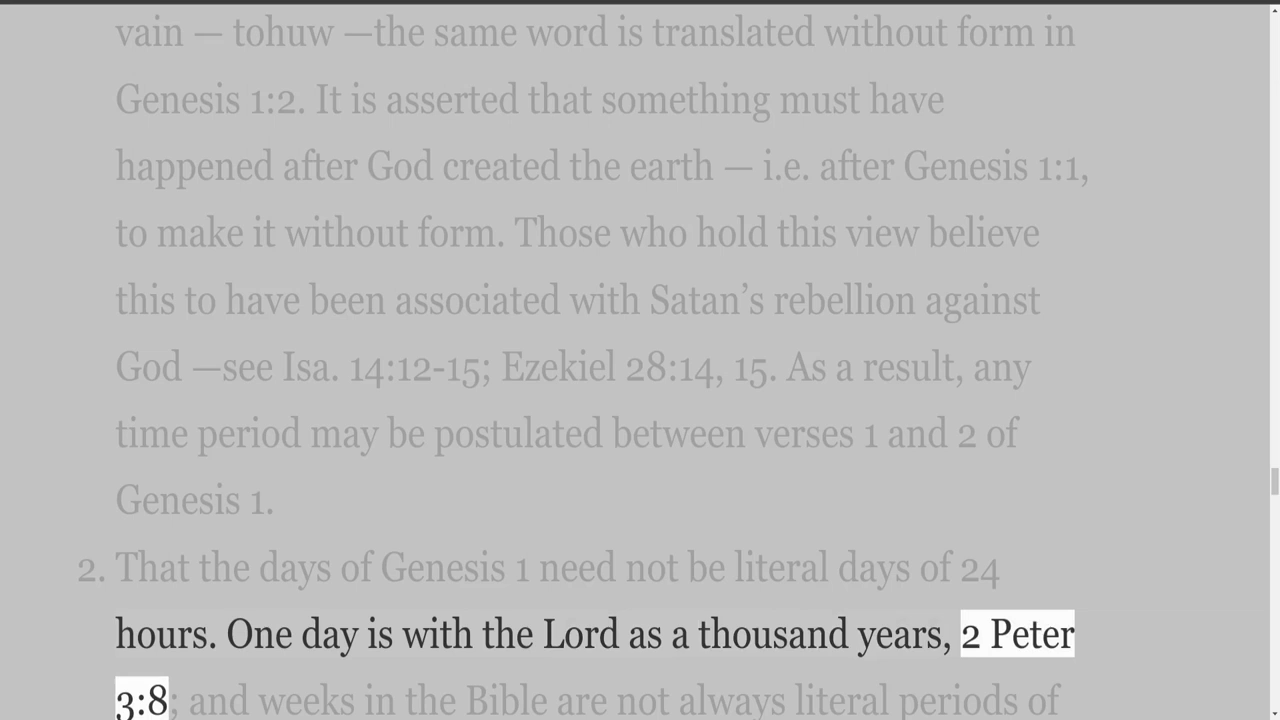 vain — tohuw —the same word is translated without form in
Genesis 1:2. It is asserted that something must have
happened after God created the earth — i.e. after Genesis 1:1,
to make it without form. Those who hold this view believe
this to have been associated with Satan’s rebellion against
God —see Isa. 14:12-15; Ezekiel 28:14, 15. As a result, any
time period may be postulated between verses 1 and 2 of
Genesis 1.
2. That the days of Genesis 1 need not be literal days of 24
hours. One day is with the Lord as a thousand years, 2 Peter
3:8; and weeks in the Bible are not always literal periods of